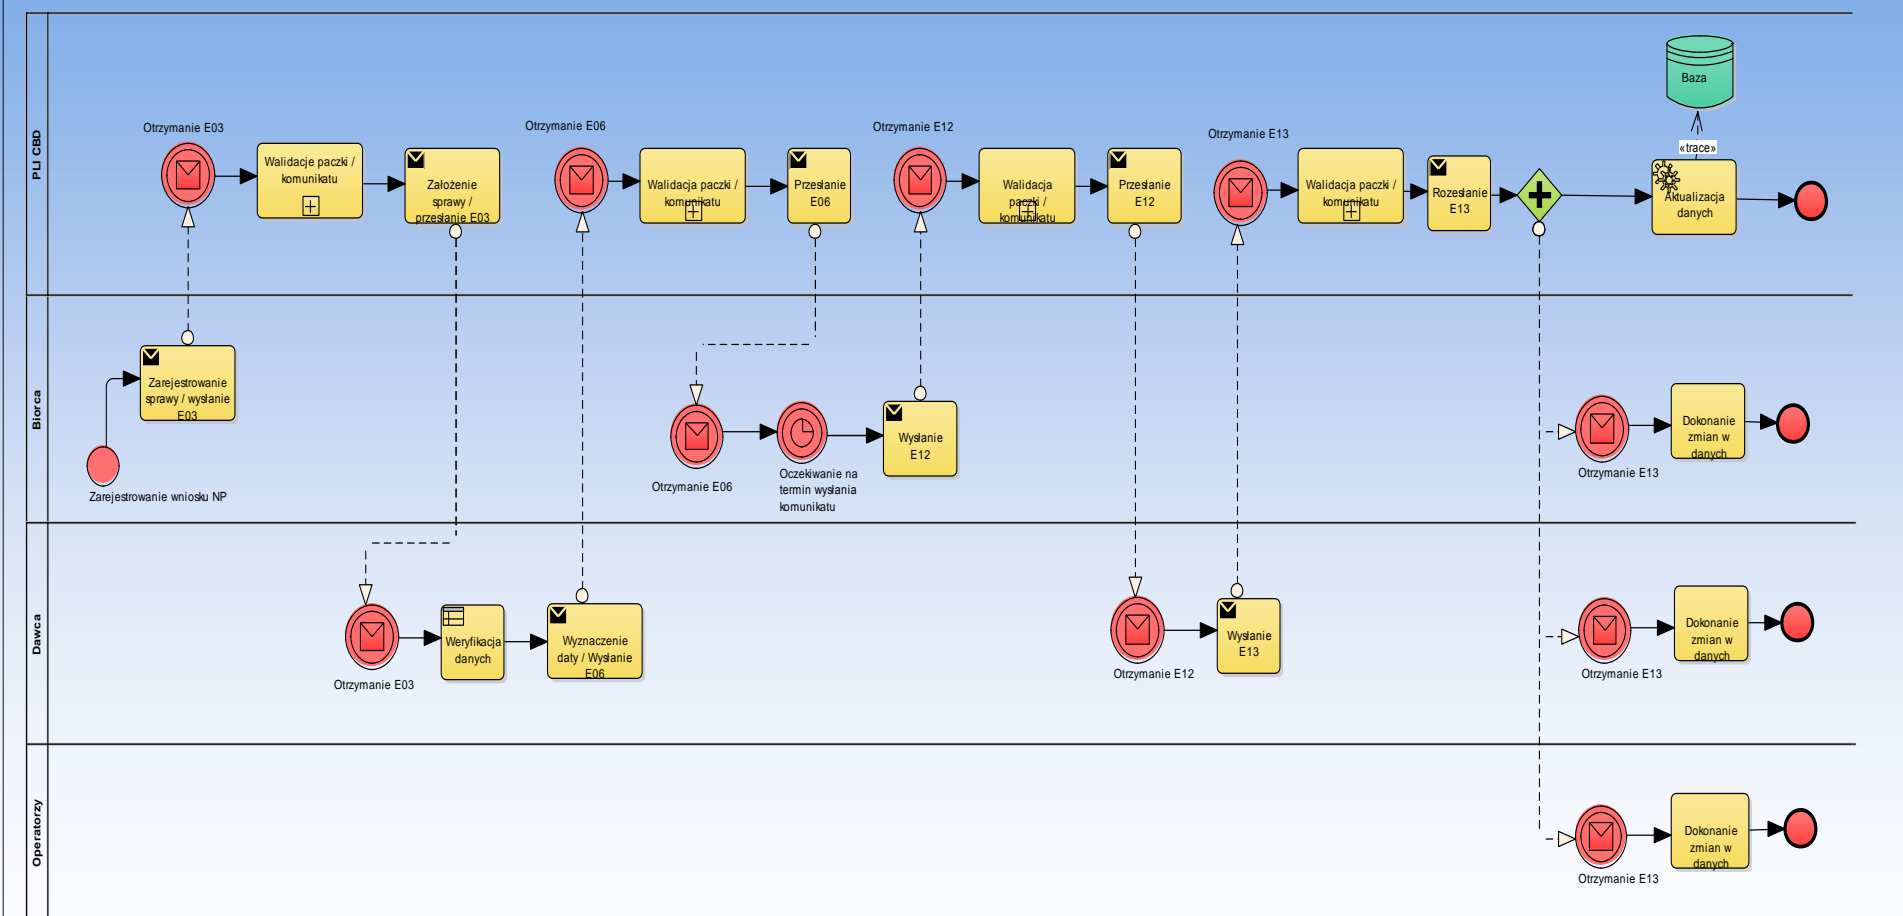 PLI CBD
Baza
«trace»
Otrzymanie E03
Walidacje paczki /
komunikatu
Założenie
sprawy /
przesłanie E03
Otrzymanie E06
Walidacja paczki /
komunikatu
Przesłanie
E06
Otrzymanie E12
Walidacja
paczki /
komunikatu
Przesłanie
E12
Otrzymanie E13
Walidacja paczki /
komunikatu
Rozesłanie
E13
Aktualizacja
danych
Biorca
Zarejestrowanie
sprawy / wysłanie
E03
Zarejestrowanie wniosku NP
Otrzymanie E06
Oczekiwanie na
termin wysłania
komunikatu
Wysłanie
E12
Otrzymanie E13
Dokonanie
zmian w
danych
Dawca
Otrzymanie E03
Weryfikacja
danych
Wyznaczenie
daty / Wysłanie
E06
Otrzymanie E12
Wysłanie
E13
Otrzymanie E13
Dokonanie
zmian w
danych
Operatorzy
Otrzymanie E13
Dokonanie
zmian w
danych